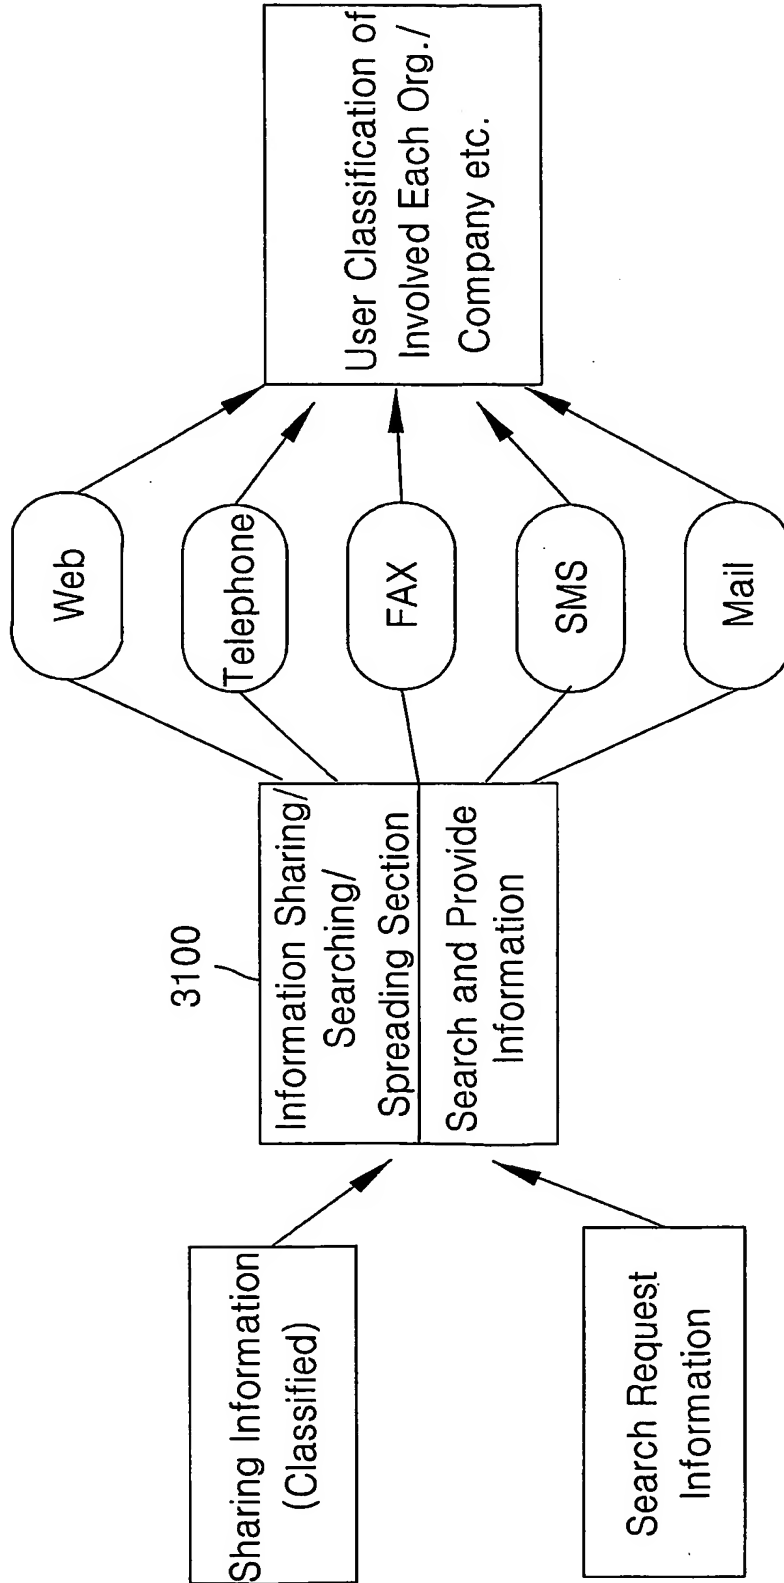 Sharing Information
(Classified)
Search Request
Information
3100
Information Sharing/
Searching/
Spreading Section
Search and Provide
Information
Web
Telephone
FAX
SMS
Mail
User Classification of
Involved Each Org./
Company etc.